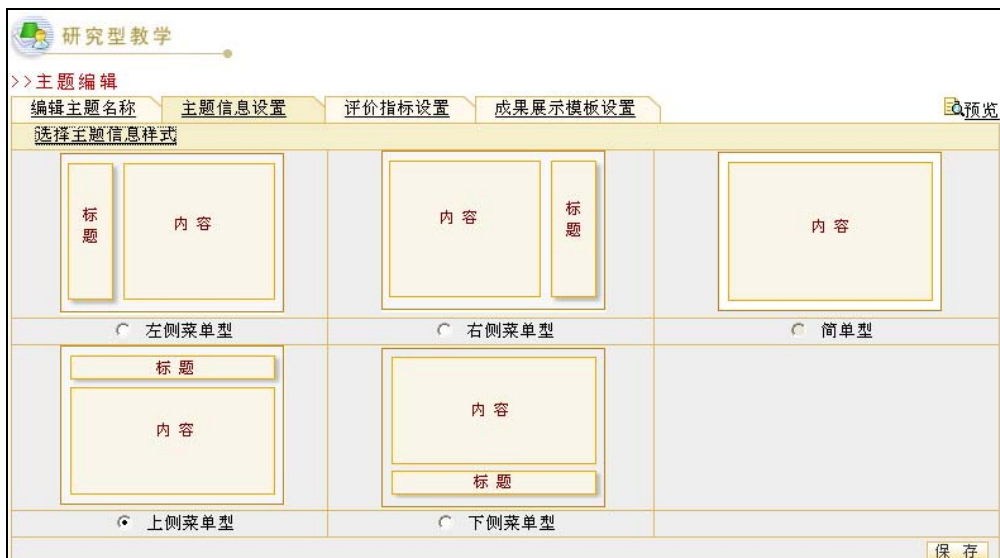 研究型教学
>>主题编辑
编辑主题名称 主题信息设置 评价指标设置 成果展示模板设置 预览
选择主题信息样式
标题 内容 内容 标题 内容
左侧菜单型 右侧菜单型 简单型
标题
内容
内容
标题
上侧菜单型 下侧菜单型
保存